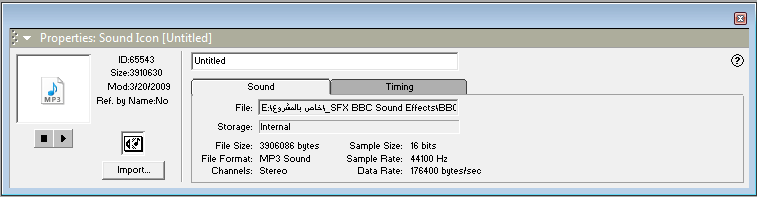 Properties: Sound Icon [Untitled]
MP3
ID:65543
Size:3910630
Mod:3/20/2009
Ref. by Name:No
Import...
Untitled
Sound
Timing
File: E:\خاص بالمشروع\_SFX BBC Sound Effects\BBC
Storage: Internal
File Size: 3906086 bytes Sample Size: 16 bits
File Format: MP3 Sound Sample Rate: 44100 Hz
Channels: Stereo Data Rate: 176400 bytes/sec